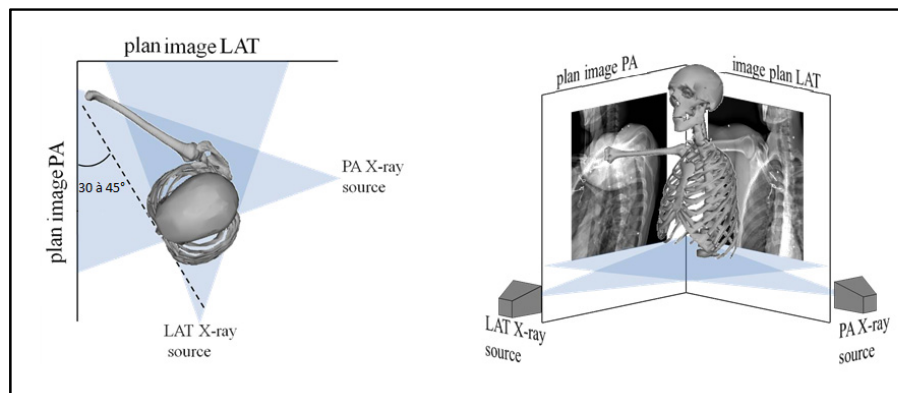 plan image LAT
plan image PA
30 à 45°
PA X-ray
source
LAT X-ray
source
plan image PA
image plan LAT
LAT X-ray
source
PA X-ray
source